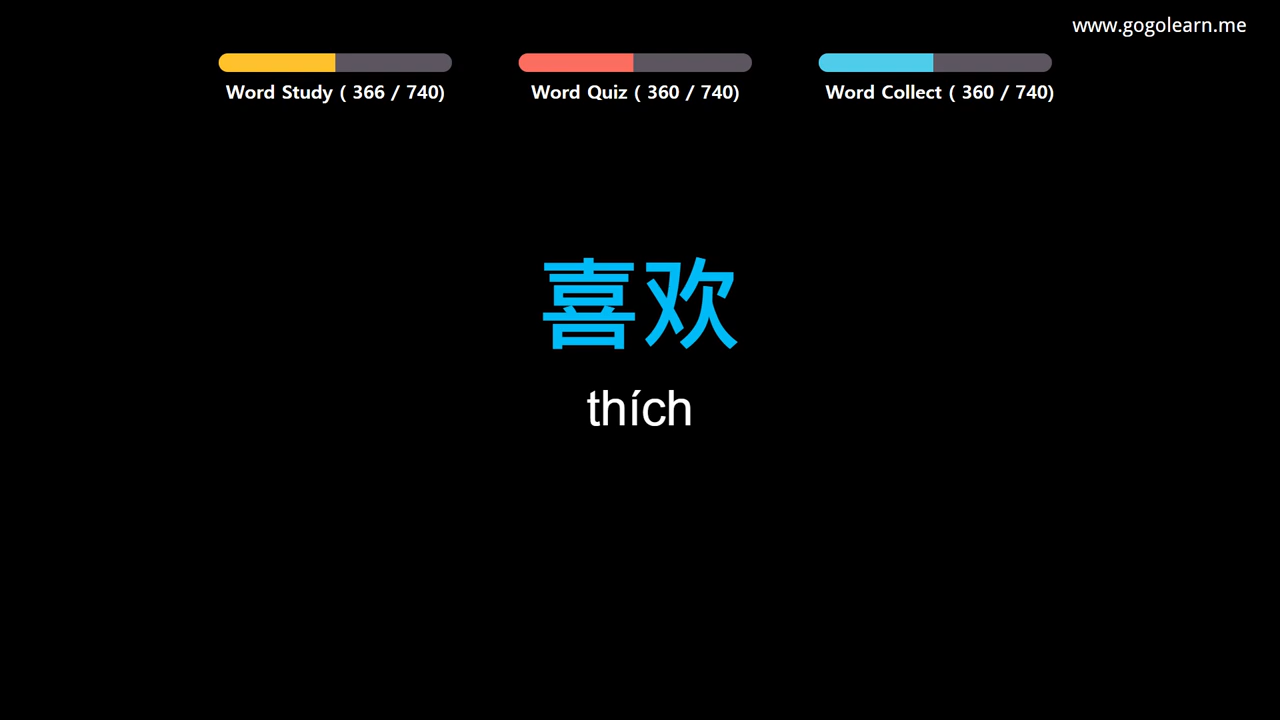 www.gogolearn.me
Word Study ( 366 / 740)
Word Quiz ( 360 / 740)
Word Collect ( 360 / 740)
喜欢
thích